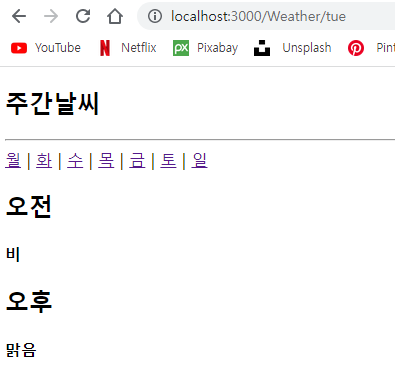 localhost:3000/Weather/tue
YouTube Netflix Pixabay Unsplash Pint
주간날씨
월 | 화 | 수 | 목 | 금 | 토 | 일
오전
비
오후
맑음